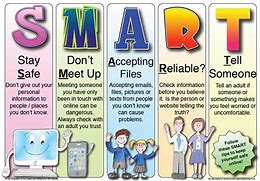 S
Stay
Safe
Don't give out your
personal
information to
people / places
you don't know.
M
Don't
Meet Up
Meeting someone
you have only
been in touch with
online can be
dangerous.
Always check
with an adult you
trust
A
Accepting
Files
Accepting emails,
files, pictures or
texts from people
you don't know
can cause
problems.
R
Reliable?
Check information
before you believe
it. Is the person or
website telling the
truth?
T
Tell
Someone
Tell an adult if
someone or
something makes
you feel worried or
uncomfortable.
Follow
these SMART
tips to keep
yourself safe
online!